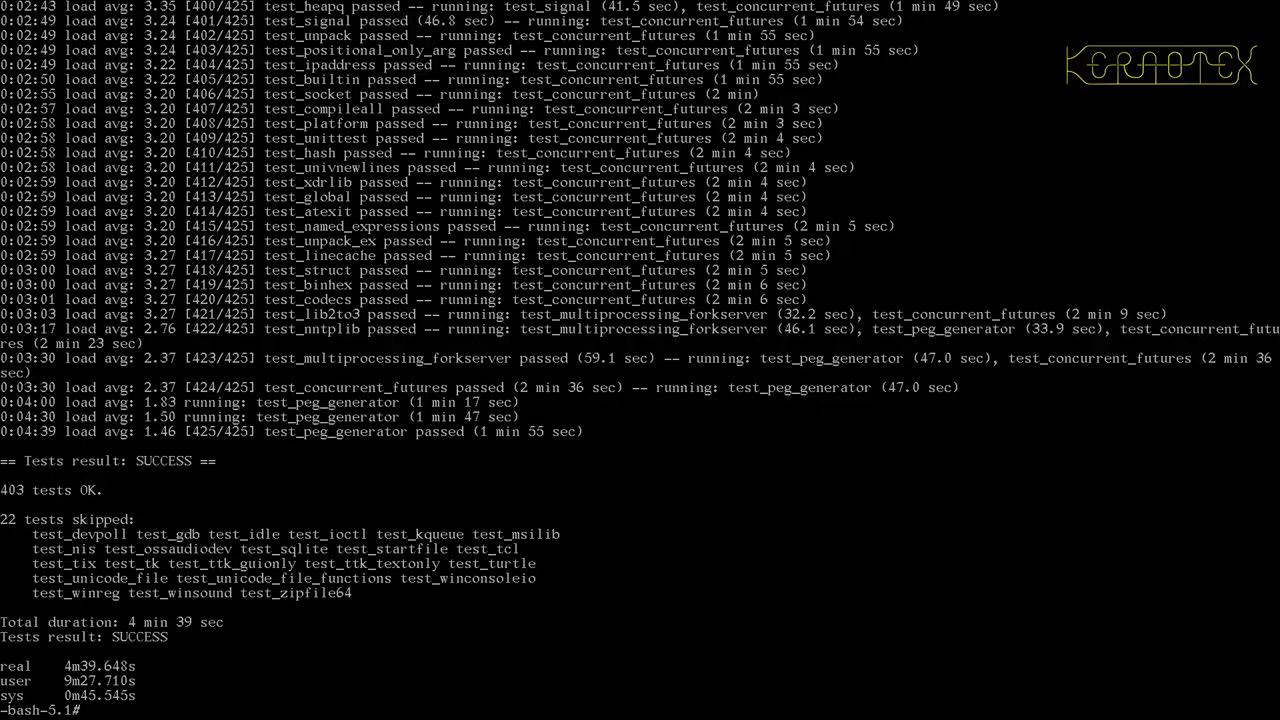 0:02:43 load avg: 3.35 [400/425] test_heapq passed -- running: test_signal (41.5 sec), test_concurrent_futures (1 min 49 sec)
0:02:49 load avg: 3.24 [401/425] test_signal passed (46.8 sec) -- running: test_concurrent_futures (1 min 54 sec)
0:02:49 load avg: 3.24 [402/425] test_unpack passed -- running: test_concurrent_futures (1 min 55 sec)
0:02:49 load avg: 3.24 [403/425] test_positional_only_arg passed -- running: test_concurrent_futures (1 min 55 sec)
0:02:49 load avg: 3.22 [404/425] test_ipaddress passed -- running: test_concurrent_futures (1 min 55 sec)
0:02:50 load avg: 3.22 [405/425] test_builtin passed -- running: test_concurrent_futures (1 min 55 sec)
0:02:55 load avg: 3.20 [406/425] test_socket passed -- running: test_concurrent_futures (2 min)
0:02:57 load avg: 3.20 [407/425] test_compileall passed -- running: test_concurrent_futures (2 min 3 sec)
0:02:58 load avg: 3.20 [408/425] test_platform passed -- running: test_concurrent_futures (2 min 3 sec)
0:02:58 load avg: 3.20 [409/425] test_unittest passed -- running: test_concurrent_futures (2 min 4 sec)
0:02:58 load avg: 3.20 [410/425] test_hash passed -- running: test_concurrent_futures (2 min 4 sec)
0:02:58 load avg: 3.20 [411/425] test_univnewlines passed -- running: test_concurrent_futures (2 min 4 sec)
0:02:59 load avg: 3.20 [412/425] test_xdrlib passed -- running: test_concurrent_futures (2 min 4 sec)
0:02:59 load avg: 3.20 [413/425] test_global passed -- running: test_concurrent_futures (2 min 4 sec)
0:02:59 load avg: 3.20 [414/425] test_atexit passed -- running: test_concurrent_futures (2 min 4 sec)
0:02:59 load avg: 3.20 [415/425] test_named_expressions passed -- running: test_concurrent_futures (2 min 5 sec)
0:02:59 load avg: 3.20 [416/425] test_unpack_ex passed -- running: test_concurrent_futures (2 min 5 sec)
0:02:59 load avg: 3.27 [417/425] test_linecache passed -- running: test_concurrent_futures (2 min 5 sec)
0:03:00 load avg: 3.27 [418/425] test_struct passed -- running: test_concurrent_futures (2 min 5 sec)
0:03:00 load avg: 3.27 [419/425] test_binhex passed -- running: test_concurrent_futures (2 min 6 sec)
0:03:01 load avg: 3.27 [420/425] test_codecs passed -- running: test_concurrent_futures (2 min 6 sec)
0:03:03 load avg: 3.27 [421/425] test_lib2to3 passed -- running: test_multiprocessing_forkserver (32.2 sec), test_concurrent_futures (2 min 9 sec)
0:03:17 load avg: 2.76 [422/425] test_nntplib passed -- running: test_multiprocessing_forkserver (46.1 sec), test_peg_generator (33.9 sec), test_concurrent_futu
res (2 min 23 sec)
0:03:30 load avg: 2.37 [423/425] test_multiprocessing_forkserver passed (59.1 sec) -- running: test_peg_generator (47.0 sec), test_concurrent_futures (2 min 36
sec)
0:03:30 load avg: 2.37 [424/425] test_concurrent_futures passed (2 min 36 sec) -- running: test_peg_generator (47.0 sec)
0:04:00 load avg: 1.83 running: test_peg_generator (1 min 17 sec)
0:04:30 load avg: 1.50 running: test_peg_generator (1 min 47 sec)
0:04:39 load avg: 1.46 [425/425] test_peg_generator passed (1 min 55 sec)
== Tests result: SUCCESS ==
403 tests OK.
22 tests skipped:
test_devpoll test_gdb test_idle test_ioctl test_kqueue test_msilib
test_nis test_ossaudiodev test_sqlite test_startfile test_tcl
test_tix test_tk test_ttk_guionly test_ttk_textonly test_turtle
test_unicode_file test_unicode_file_functions test_winconsoleio
test_winreg test_winsound test_zipfile64
Total duration: 4 min 39 sec
Tests result: SUCCESS
real 4m39.648s
user 9m27.710s
sys 0m45.545s
-bash-5.1#
KERNOTEX